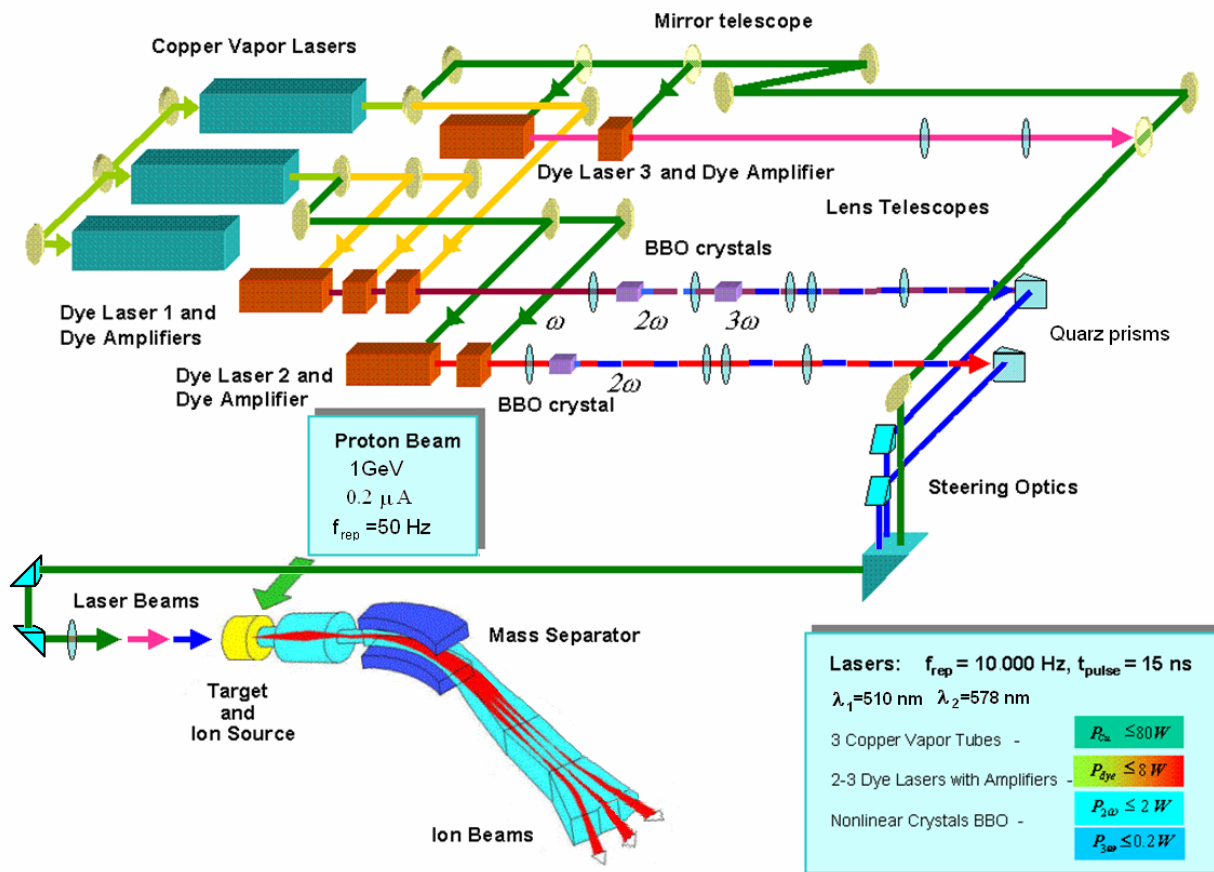 Mirror telescope
Copper Vapor Lasers
Dye Laser 3 and Dye Amplifier
Lens Telescopes
BBO crystals
Dye Laser 1 and
Dye Amplifiers
ω
2ω
3ω
Quarz prisms
Dye Laser 2 and
Dye Amplifier
2ω
BBO crystal
Proton Beam
1GeV
0.2 μ A
f_rep =50 Hz
Steering Optics
Laser Beams
Mass Separator
Target
and
Ion Source
Ion Beams
Lasers: f_rep = 10 000 Hz, t_pulse = 15 ns
λ₁=510 nm λ₂=578 nm
3 Copper Vapor Tubes - P_Cu ≤80W
2-3 Dye Lasers with Amplifiers - P_dye ≤ 8 W
Nonlinear Crystals BBO - P_2ω ≤ 2 W
P_3ω ≤0.2W